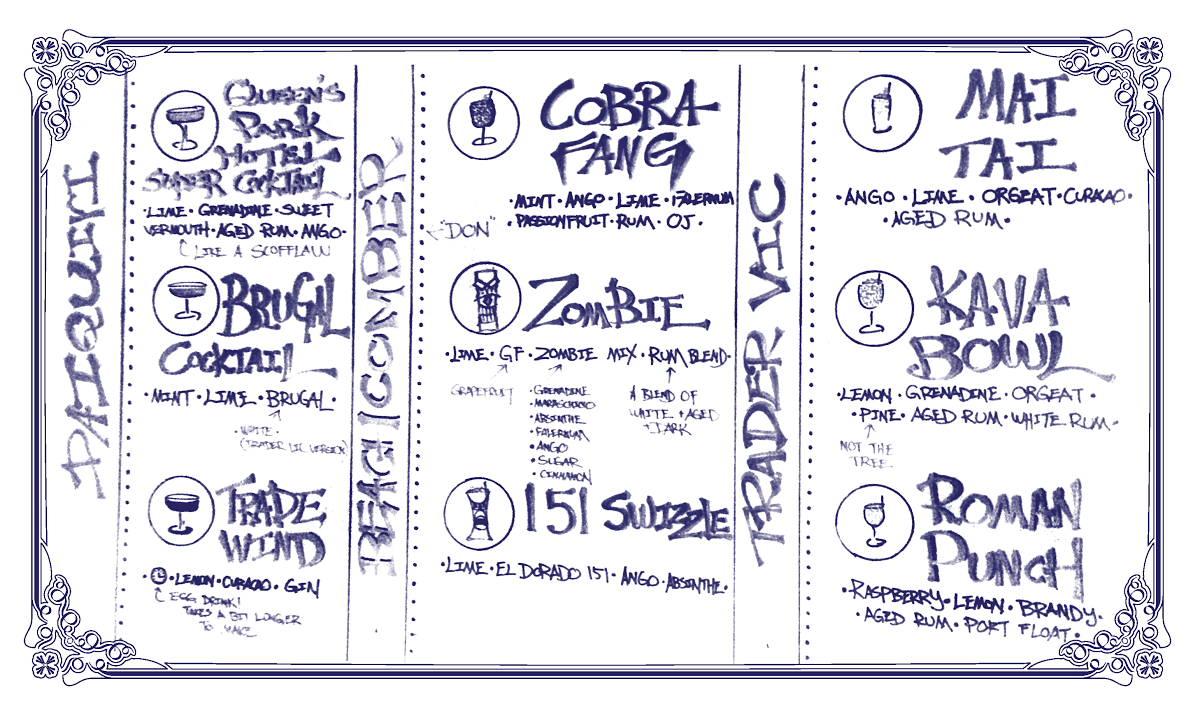 PAIQUITI
QUEEN'S
PARK
HOTEL
SUPER COCKTAIL
·LIME· GRENADINE· SWEET
VERMOUTH· AGED RUM· ANGO·
LIKE A SCOFFLAW
BRUGAL
COCKTAIL
·MINT·LIME·BRUGAL·
·WHITE·
(TRADER VIC VERSION)
TRADE
WIND
·LEMON·CURACAO· GIN
EGG DRINK!
TAKES A BIT LONGER
TO MAKE
BEACHCOMBER
COBRA
FANG
·MINT· ANGO· LIME· FALERNUM
·PASSIONFRUIT· RUM· OJ·
"DON"
ZOMBIE
·LIME· GF· ZOMBIE MIX· RUM BLEND·
GRAPEFRUIT
·GRENADINE
·MARASCHINO
·ABSINTHE
·FALERNUM
·ANGO
·SUGAR
·CINNAMON
A BLEND OF
WHITE + AGED
+ DARK
151 SWIZZLE
·LIME· EL DORADO 151· ANGO· ABSINTHE·
TRADER VIC
MAI
TAI
·ANGO· LIME· ORGEAT·CURACAO·
AGED RUM·
KAVA
BOWL
·LEMON· GRENADINE· ORGEAT·
·PINE· AGED RUM· WHITE RUM·
NOT THE
TREE
ROMAN
PUNCH
·RASPBERRY·LEMON· BRANDY·
·AGED RUM· PORT FLOAT·